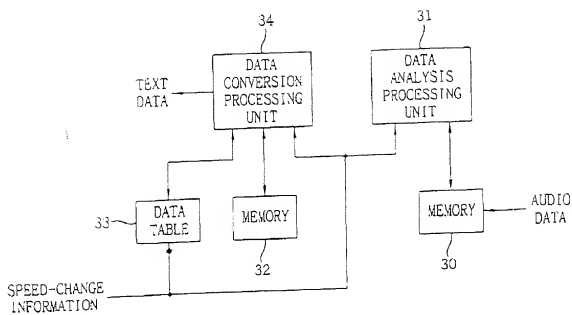 34
31
DATA
CONVERSION
PROCESSING
UNIT
DATA
ANALYSIS
PROCESSING
UNIT
TEXT
DATA
33
DATA
TABLE
MEMORY
32
MEMORY
30
AUDIO
DATA
SPEED-CHANGE
INFORMATION